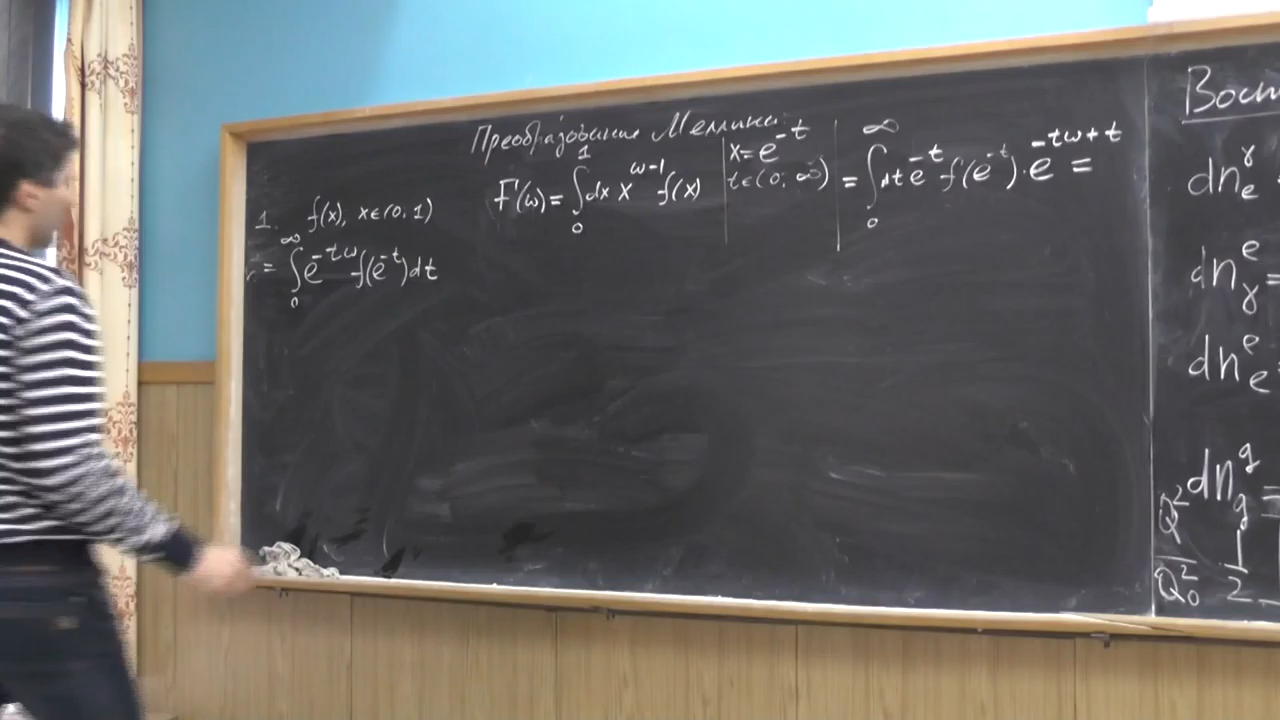 Преобразование Меллина:
1. f(x), x∈(0,1)
F(ω) = ∫₀¹ dx x^{ω-1} f(x) | x = e^{-t} t∈(0,∞) | = ∫₀^∞ dt e^{-t} f(e^{-t}) · e^{-tω+t} =
= ∫₀^∞ e^{-tω} f(e^{-t}) dt
dn_e^γ
dn_γ^e =
dn_e^e
dn_g^q =
Q²
Q₀²
1
2